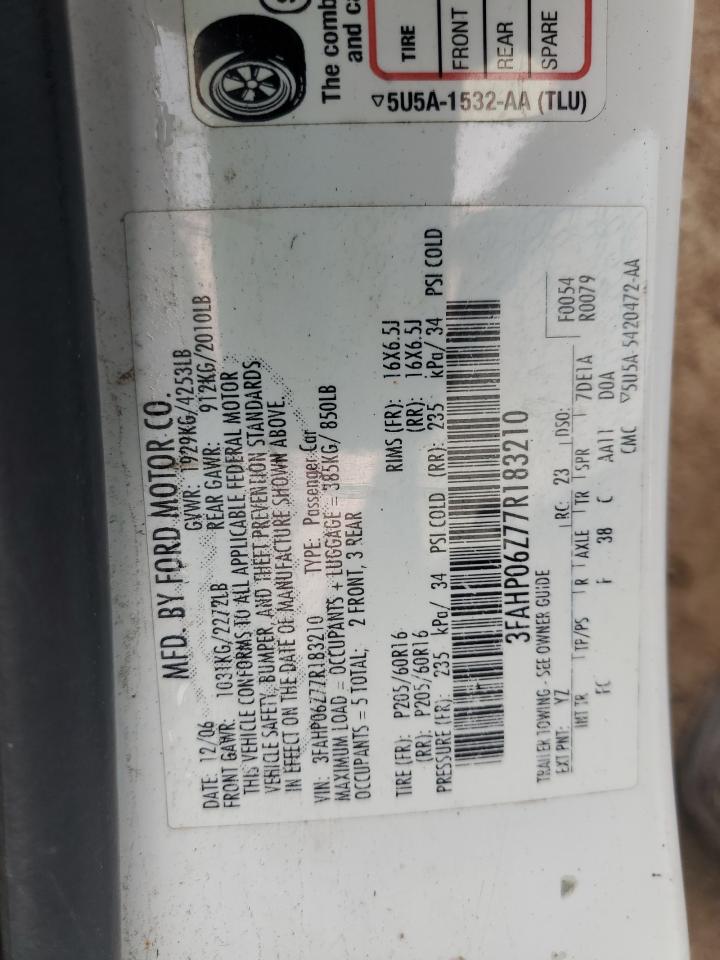 The comb
and ca
TIRE
FRONT
REAR
SPARE
5U5A-1532-AA (TLU)
MFD. BY FORD MOTOR CO.
DATE: 12/06 GVWR: 1929KG/4253LB
FRONT GAWR: 1031KG/2272LB REAR GAWR: 912KG/2010LB
THIS VEHICLE CONFORMS TO ALL APPLICABLE FEDERAL MOTOR
VEHICLE SAFETY, BUMPER, AND THEFT PREVENTION STANDARDS
IN EFFECT ON THE DATE OF MANUFACTURE SHOWN ABOVE.
VIN: 3FAHP06Z77R183210 TYPE: Passenger Car
MAXIMUM LOAD = OCCUPANTS + LUGGAGE = 385KG/ 850LB
OCCUPANTS = 5 TOTAL; 2 FRONT, 3 REAR
TIRE (FR): P205/60R16 RIMS (FR): 16X6.5J
(RR): P205/60R16 (RR): 16X6.5J
PRESSURE (FR): 235 kPa/ 34 PSI COLD (RR): 235 kPa/ 34 PSI COLD
3FAHP06Z77R183210
TRAILER TOWING - SEE OWNER GUIDE F0054
EXT PNT: YZ RC: 23 DSO: R0079
INT TR TP/PS R AXLE TR SPR 7DE1A
FC F 38 C AA11 D0A
CMC 5U5A-5420472-AA